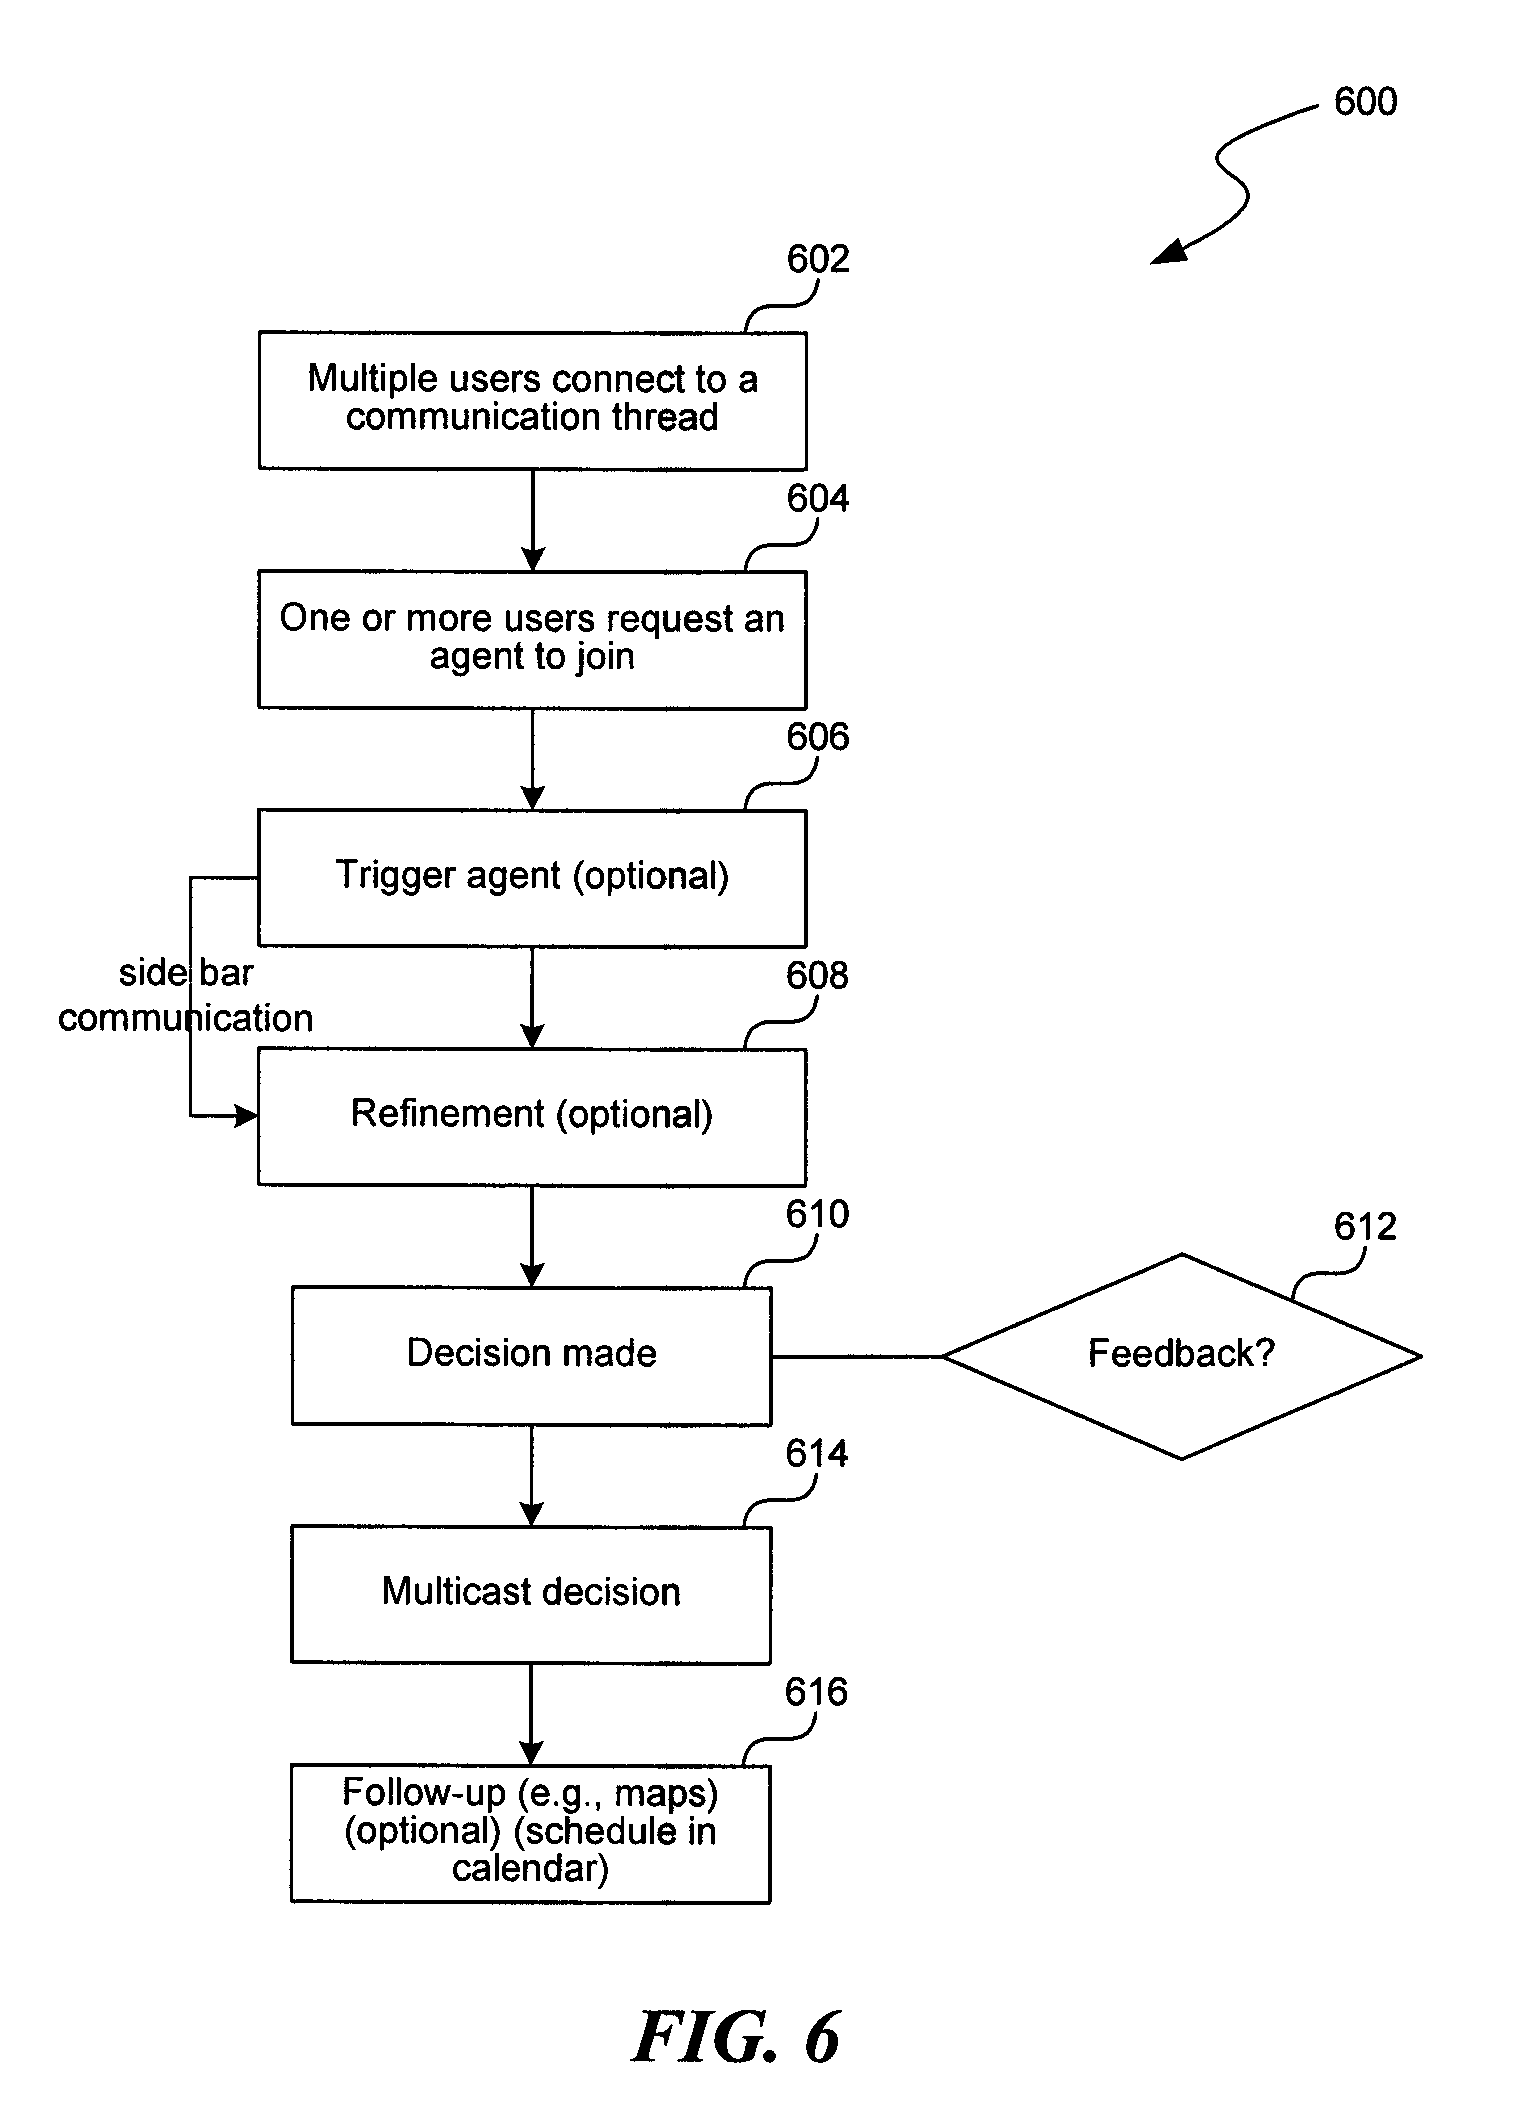 600
602
Multiple users connect to a
communication thread
604
One or more users request an
agent to join
606
Trigger agent (optional)
side bar
communication
608
Refinement (optional)
610
Decision made
612
Feedback?
614
Multicast decision
616
Follow-up (e.g., maps)
(optional) (schedule in
calendar)
FIG. 6